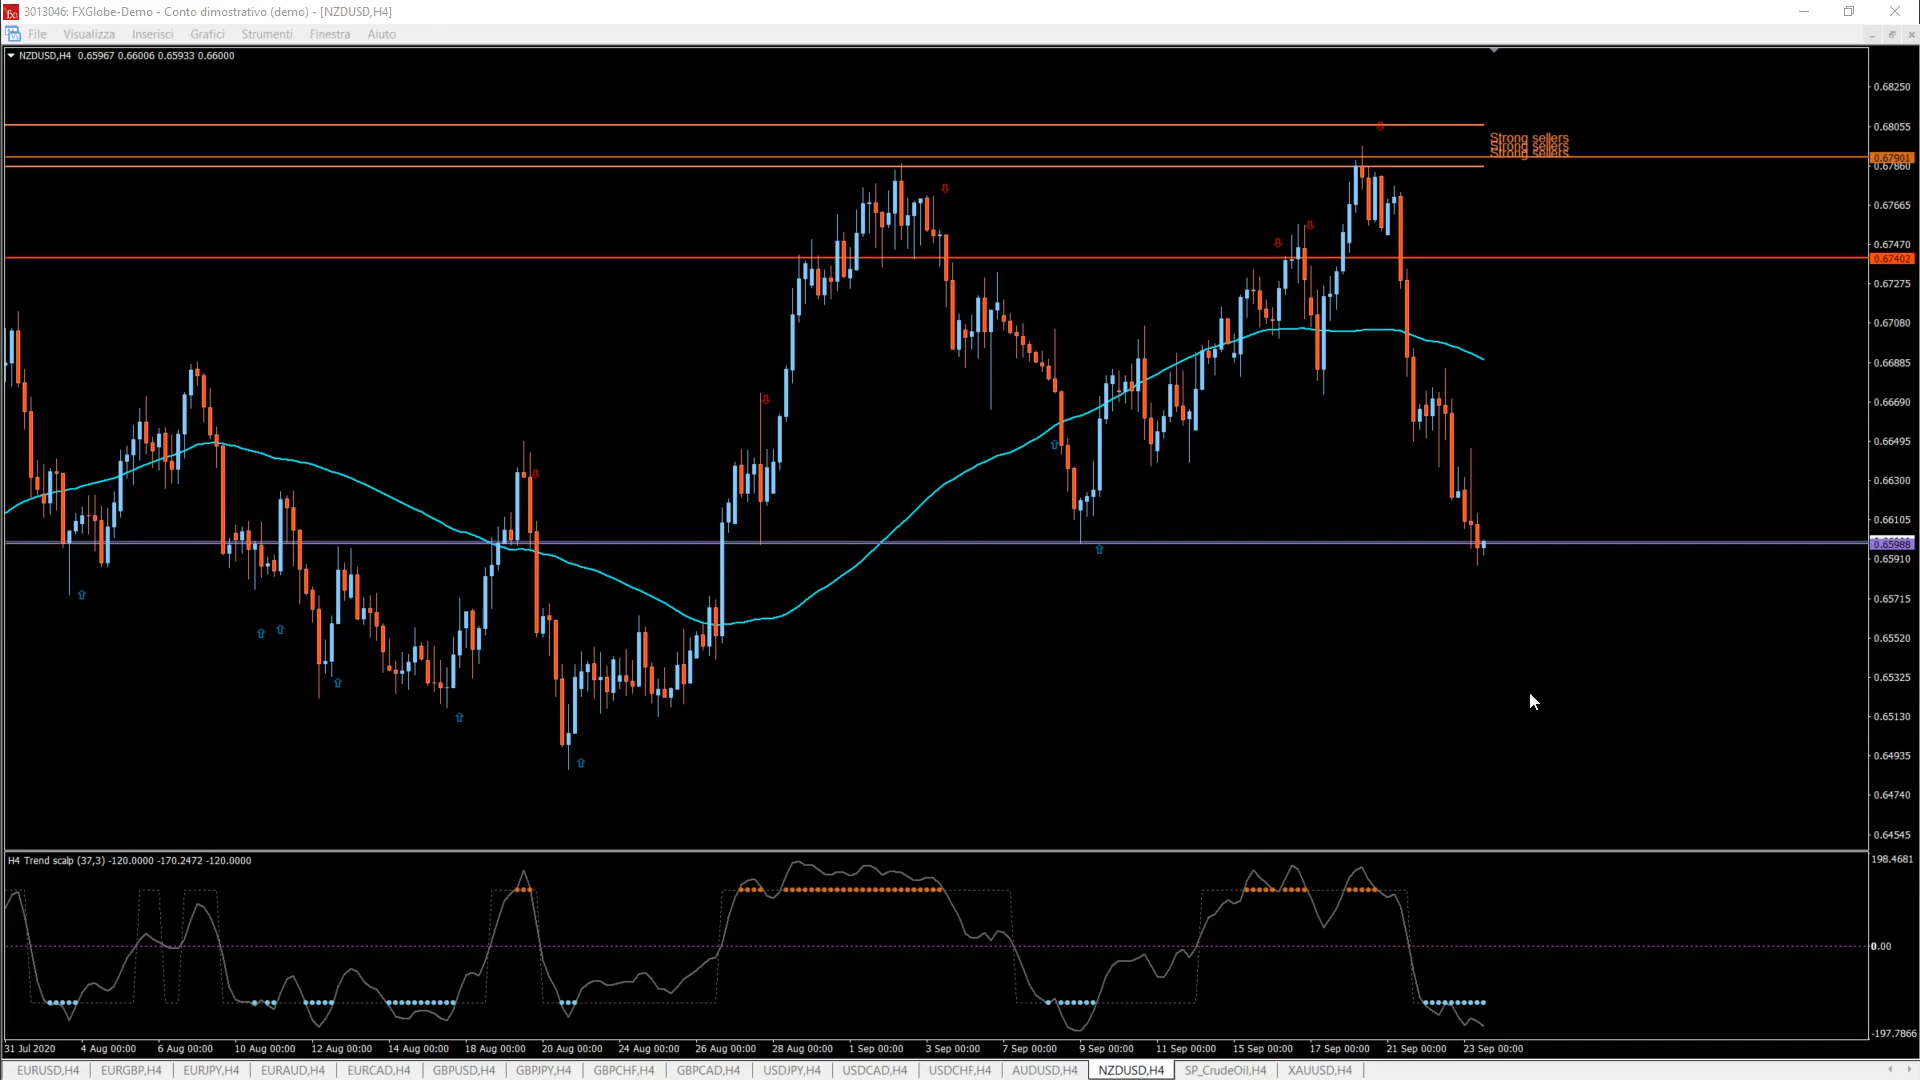 3013046: FXGlobe-Demo - Conto dimostrativo (demo) - [NZDUSD,H4]
File Visualizza Inserisci Grafici Strumenti Finestra Aiuto
NZDUSD,H4 0.65967 0.66006 0.65933 0.66000
0.68250
0.68055
Strong sellers
Strong sellers
Strong sellers
0.67901
0.67860
0.67665
0.67470
0.67402
0.67275
0.67080
0.66885
0.66690
0.66495
0.66300
0.66105
0.65988
0.65910
0.65715
0.65520
0.65325
0.65130
0.64935
0.64740
0.64545
H4 Trend scalp (37,3) -120.0000 -170.2472 -120.0000
198.4681
0.00
-197.7866
31 Jul 2020 4 Aug 00:00 6 Aug 00:00 10 Aug 00:00 12 Aug 00:00 14 Aug 00:00 18 Aug 00:00 20 Aug 00:00 24 Aug 00:00 26 Aug 00:00 28 Aug 00:00 1 Sep 00:00 3 Sep 00:00 7 Sep 00:00 9 Sep 00:00 11 Sep 00:00 15 Sep 00:00 17 Sep 00:00 21 Sep 00:00 23 Sep 00:00
EURUSD,H4 EURGBP,H4 EURJPY,H4 EURAUD,H4 EURCAD,H4 GBPUSD,H4 GBPJPY,H4 GBPCHF,H4 GBPCAD,H4 USDJPY,H4 USDCAD,H4 USDCHF,H4 AUDUSD,H4 NZDUSD,H4 SP_CrudeOil,H4 XAUUSD,H4